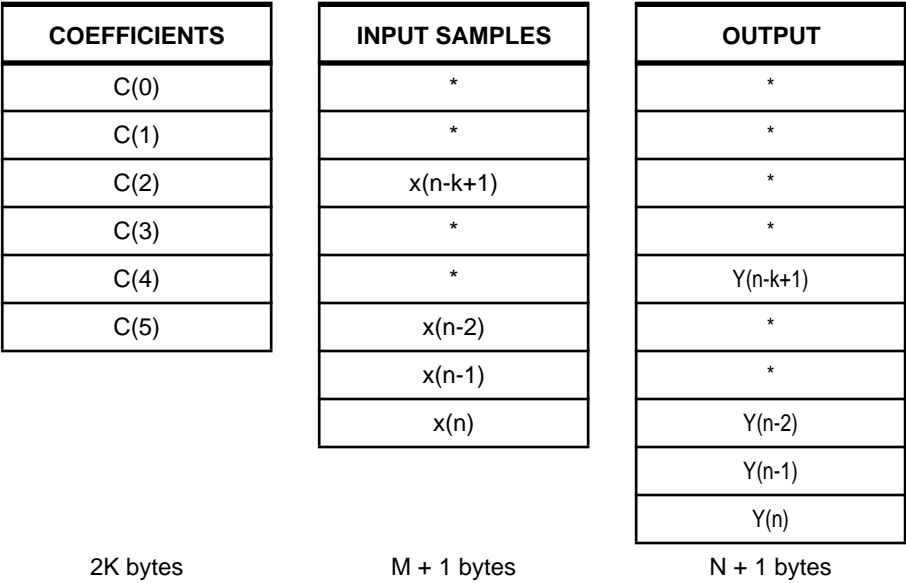 COEFFICIENTS INPUT SAMPLES OUTPUT
C(0) * *
C(1) * *
C(2) x(n-k+1) *
C(3) * *
C(4) * Y(n-k+1)
C(5) x(n-2) *
x(n-1) *
x(n) Y(n-2)
Y(n-1)
Y(n)
2K bytes M + 1 bytes N + 1 bytes